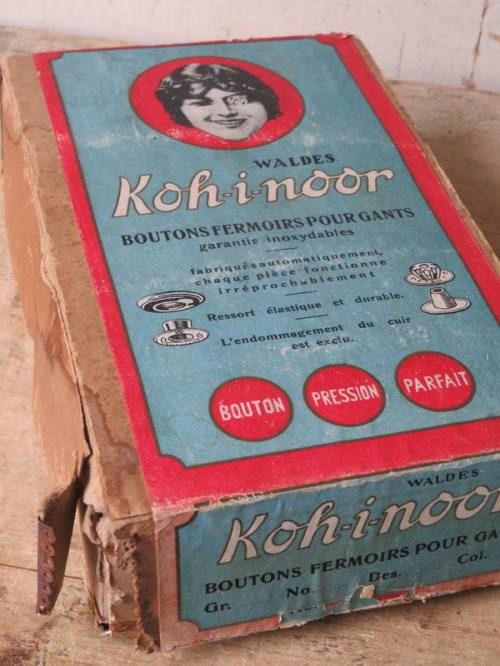 WALDES
Koh-i-noor
BOUTONS FERMOIRS POUR GANTS
garantis inoxydables
fabriqués automatiquement,
chaque pièce fonctionne
irréprochablement
Ressort élastique et durable.
L'endommagement du cuir
est exclu.
BOUTON PRESSION PARFAIT
WALDES
Koh-i-noor
BOUTONS FERMOIRS POUR GA
Gr. No. Des. Col.